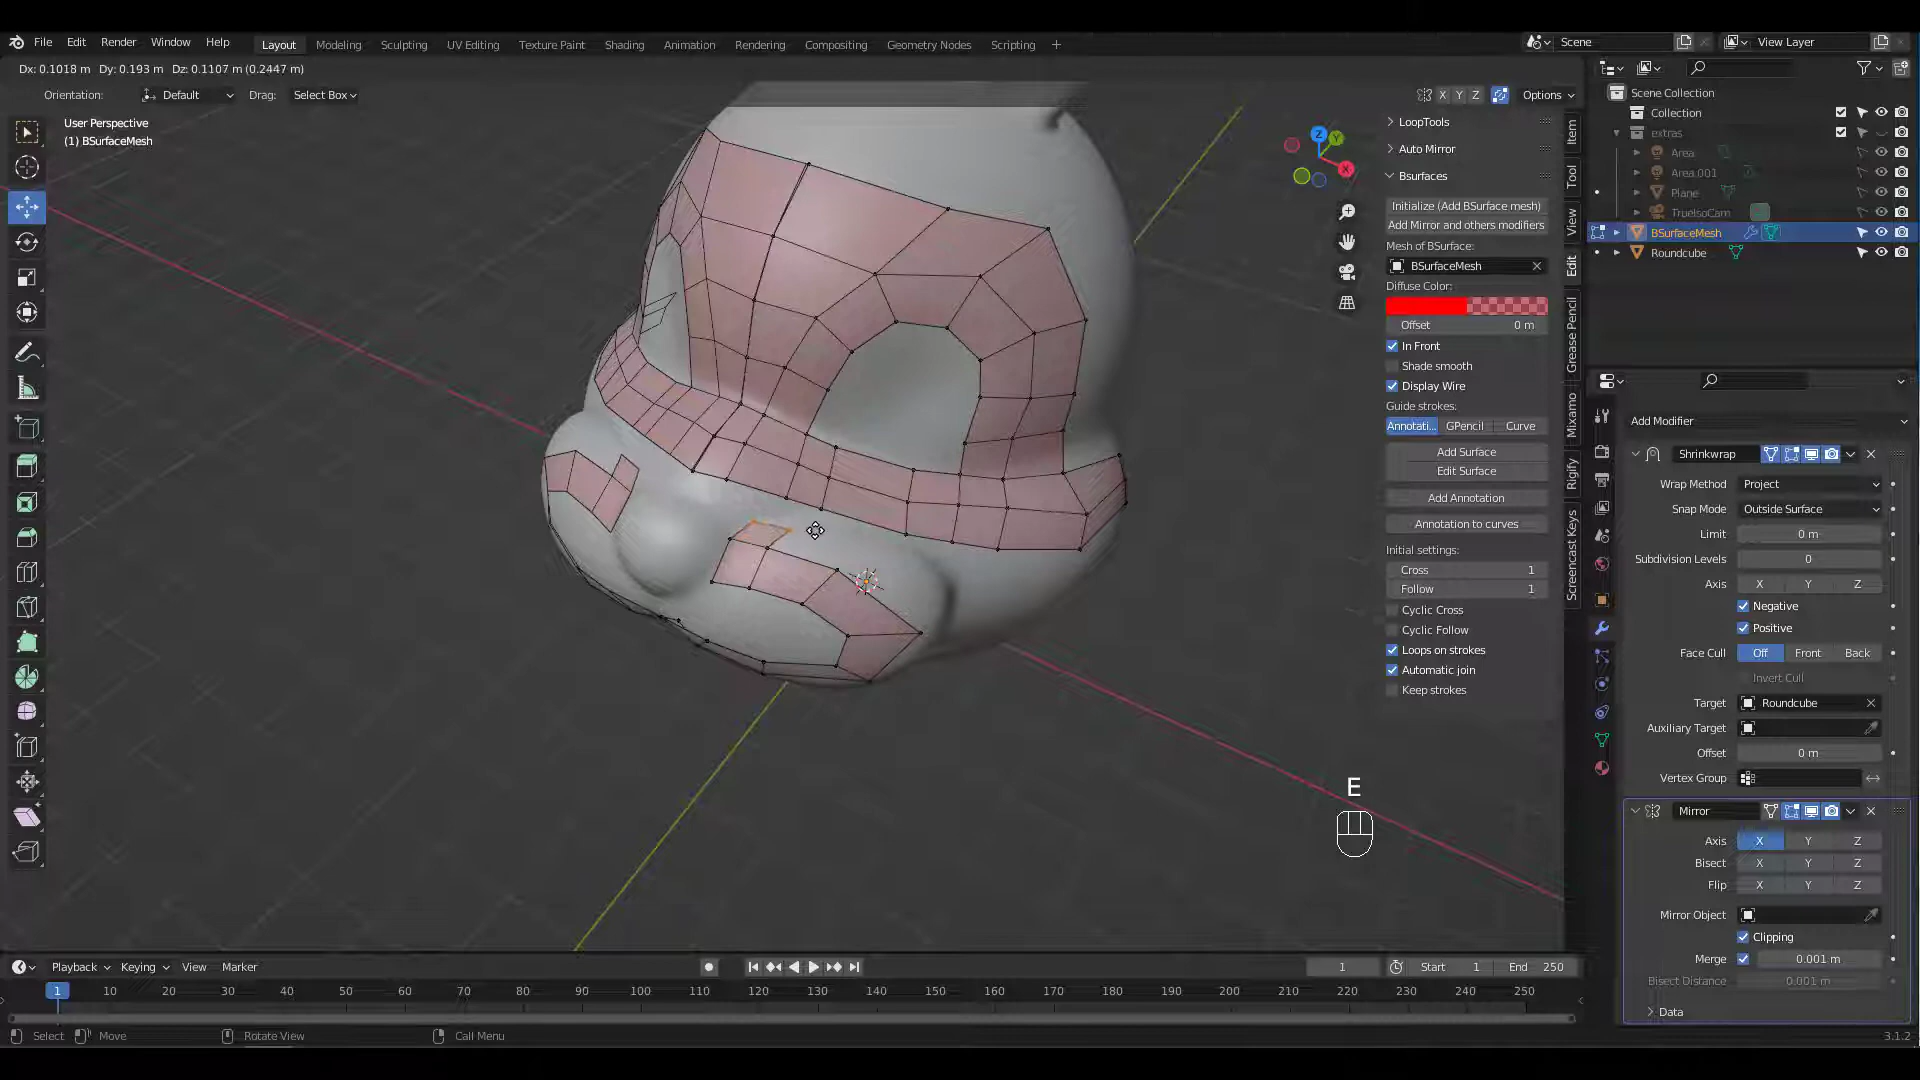 File Edit Render Window Help Layout Modeling Sculpting UV Editing Texture Paint Shading Animation Rendering Compositing Geometry Nodes Scripting + Scene View Layer
Dx: 0.1018 m Dy: 0.193 m Dz: 0.1107 m (0.2447 m)
Orientation: Default Drag: Select Box X Y Z Options
User Perspective
(1) BSurfaceMesh
Z
Y
X
LoopTools
Auto Mirror
Bsurfaces
Initialize (Add BSurface mesh)
Add Mirror and others modifiers
Mesh of BSurface:
BSurfaceMesh
Diffuse Color:
Offset 0 m
In Front
Shade smooth
Display Wire
Guide strokes:
Annotati... GPencil Curve
Add Surface
Edit Surface
Add Annotation
Annotation to curves
Initial settings:
Cross 1
Follow 1
Cyclic Cross
Cyclic Follow
Loops on strokes
Automatic join
Keep strokes
Item
Tool
View
Edit
Grease Pencil
Mixamo
Rigify
Screencast Keys
E
Scene Collection
Collection
extras
Area
Area.001
Plane
TrueIsoCam
BSurfaceMesh
Roundcube
Add Modifier
Shrinkwrap
Wrap Method Project
Snap Mode Outside Surface
Limit 0 m
Subdivision Levels 0
Axis X Y Z
Negative
Positive
Face Cull Off Front Back
Invert Cull
Target Roundcube
Auxiliary Target
Offset 0 m
Vertex Group
Mirror
Axis X Y Z
Bisect X Y Z
Flip X Y Z
Mirror Object
Clipping
Merge 0.001 m
Bisect Distance 0.001 m
Data
Playback Keying View Marker 1 Start 1 End 250
1 10 20 30 40 50 60 70 80 90 100 110 120 130 140 150 160 170 180 190 200 210 220 230 240 250
Select Move Rotate View Call Menu 3.1.2